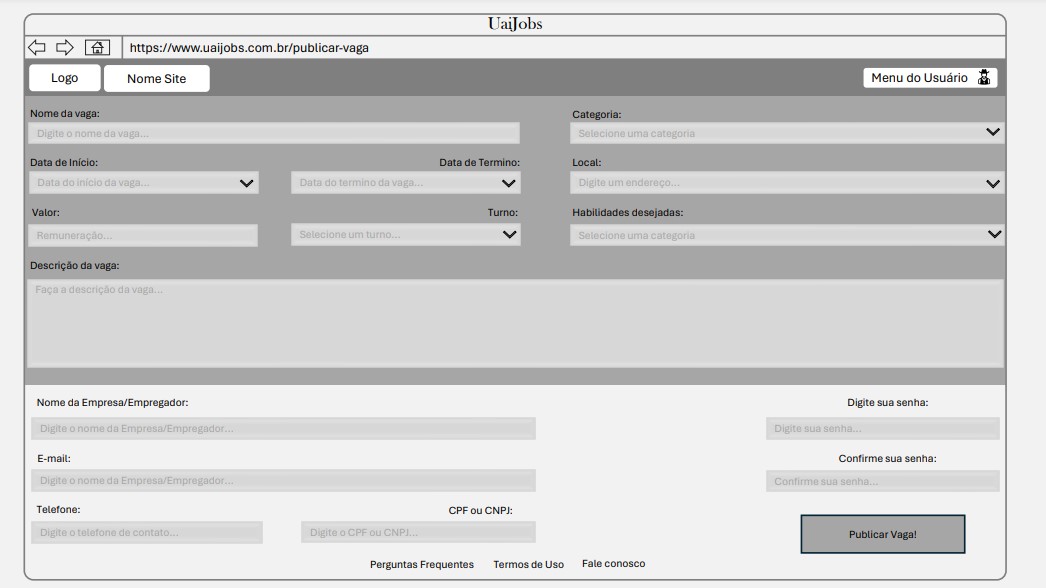 UaiJobs
https://www.uaijobs.com.br/publicar-vaga
Logo
Nome Site
Menu do Usuário
Nome da vaga:
Categoria:
Digite o nome da vaga...
Selecione uma categoria
Data de Início:
Data de Termino:
Local:
Data do início da vaga...
Data do termino da vaga...
Digite um endereço...
Valor:
Turno:
Habilidades desejadas:
Remuneração...
Selecione um turno...
Selecione uma categoria
Descrição da vaga:
Faça a descrição da vaga...
Nome da Empresa/Empregador:
Digite sua senha:
Digite o nome da Empresa/Empregador...
Digite sua senha...
E-mail:
Confirme sua senha:
Digite o nome da Empresa/Empregador...
Confirme sua senha...
Telefone:
CPF ou CNPJ:
Digite o telefone de contato...
Digite o CPF ou CNPJ...
Publicar Vaga!
Perguntas Frequentes
Termos de Uso
Fale conosco